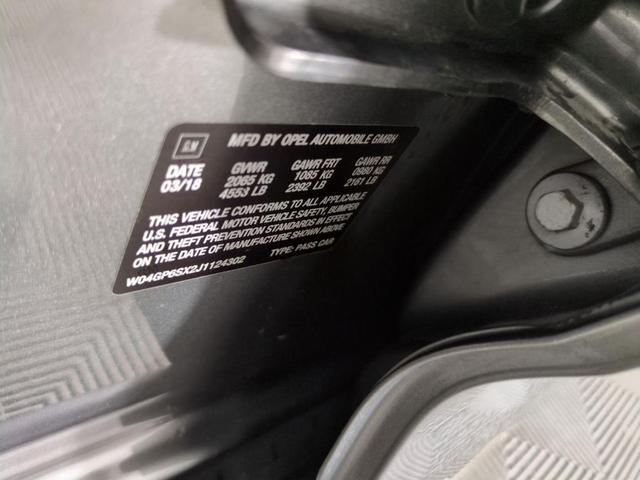 GM MFD BY OPEL AUTOMOBILE GMBH
DATE GVWR GAWR FRT GAWR RR
03/18 2065 KG 1085 KG 0980 KG
4553 LB 2392 LB 2161 LB
THIS VEHICLE CONFORMS TO ALL APPLICABLE
U.S. FEDERAL MOTOR VEHICLE SAFETY, BUMPER
AND THEFT PREVENTION STANDARDS IN EFFECT
ON THE DATE OF MANUFACTURE SHOWN ABOVE
W04GP6SX2J1124302 TYPE: PASS CAR